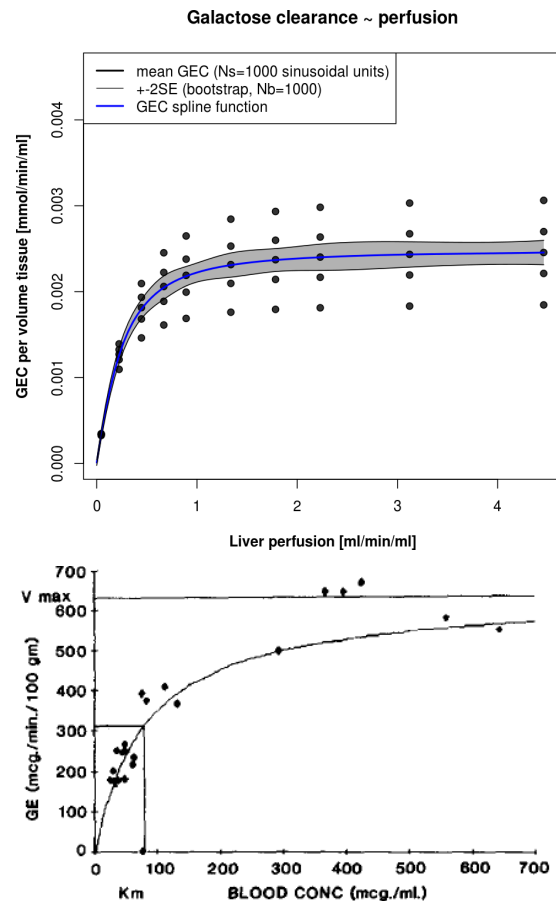 Galactose clearance ~ perfusion
mean GEC (Ns=1000 sinusoidal units)
+-2SE (bootstrap, Nb=1000)
GEC spline function
GEC per volume tissue [mmol/min/ml]
0.004
0.003
0.002
0.001
0.000
0 1 2 3 4
Liver perfusion [ml/min/ml]
700
V max
600
500
400
300
200
100
0
GE (mcg./min./100 gm)
0 100 200 300 400 500 600 700
Km BLOOD CONC (mcg./ml.)